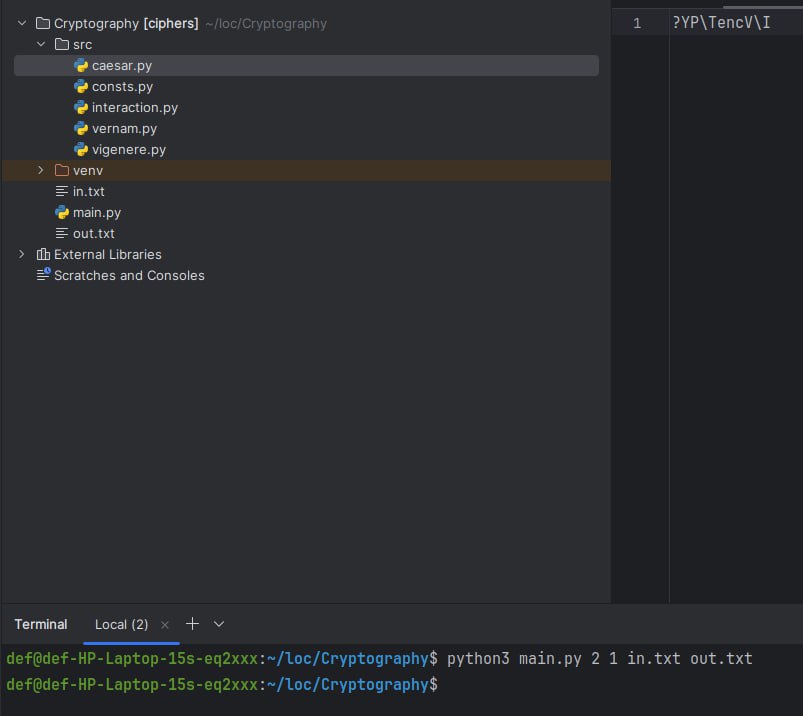 Cryptography [ciphers] ~/loc/Cryptography
src
caesar.py
consts.py
interaction.py
vernam.py
vigenere.py
venv
in.txt
main.py
out.txt
External Libraries
Scratches and Consoles
1 ?YP\TencV\I
Terminal Local (2) × + ⌄
def@def-HP-Laptop-15s-eq2xxx:~/loc/Cryptography$ python3 main.py 2 1 in.txt out.txt
def@def-HP-Laptop-15s-eq2xxx:~/loc/Cryptography$